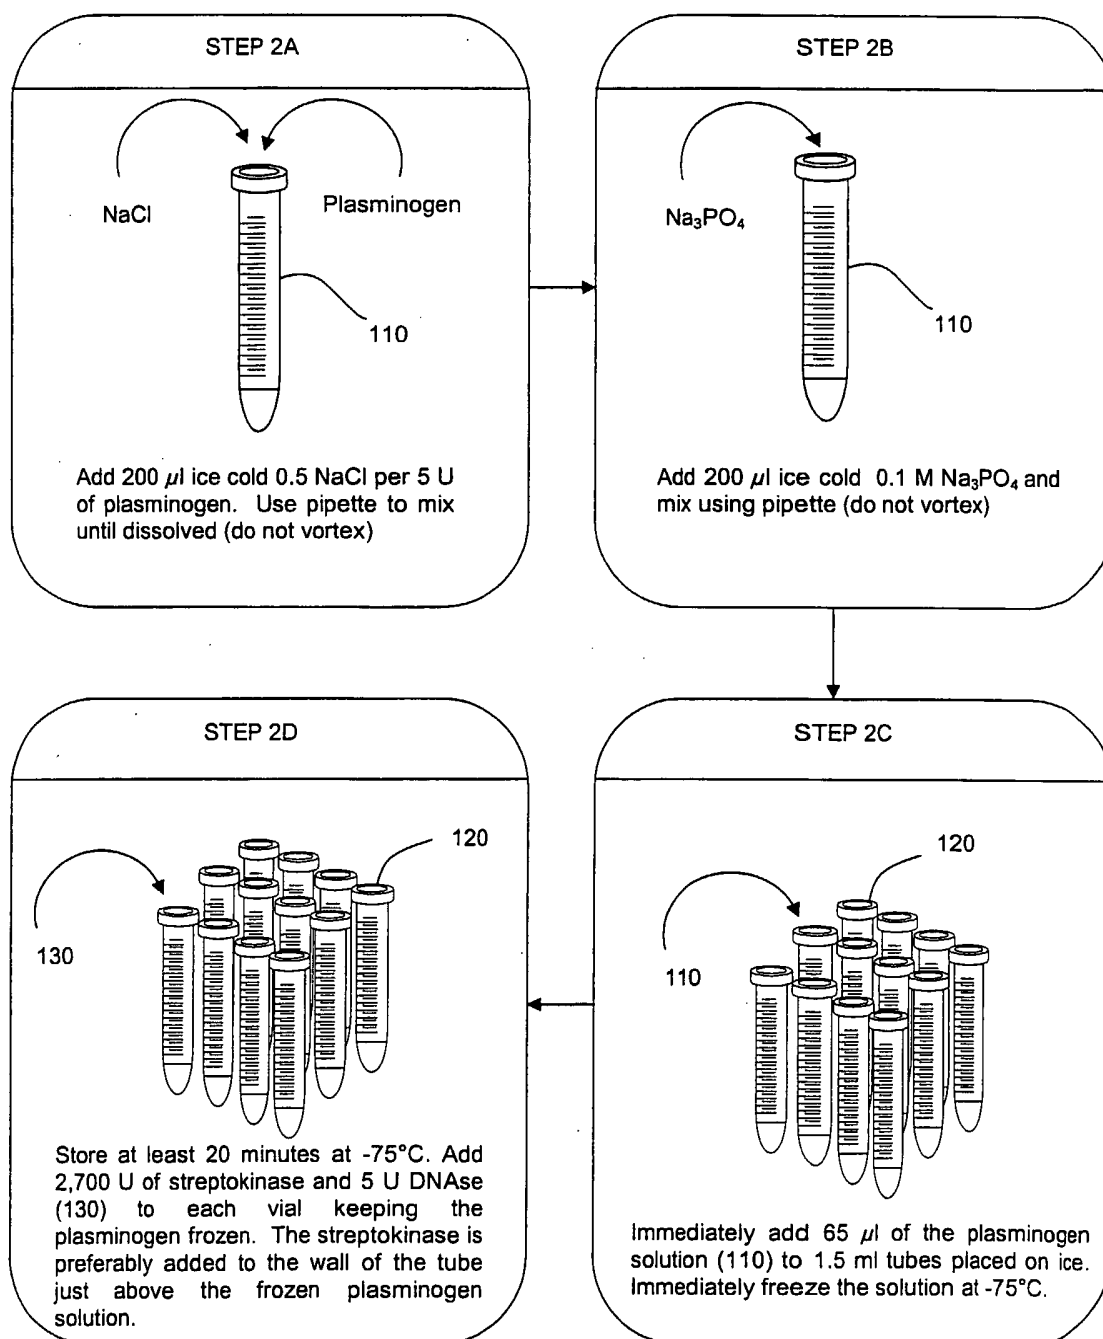 STEP 2A
NaCl
Plasminogen
110
Add 200 µl ice cold 0.5 NaCl per 5 U
of plasminogen. Use pipette to mix
until dissolved (do not vortex)
STEP 2B
Na₃PO₄
110
Add 200 µl ice cold 0.1 M Na₃PO₄ and
mix using pipette (do not vortex)
STEP 2C
120
110
Immediately add 65 µl of the plasminogen
solution (110) to 1.5 ml tubes placed on ice.
Immediately freeze the solution at -75°C.
STEP 2D
120
130
Store at least 20 minutes at -75°C. Add
2,700 U of streptokinase and 5 U DNAse
(130) to each vial keeping the
plasminogen frozen. The streptokinase is
preferably added to the wall of the tube
just above the frozen plasminogen
solution.